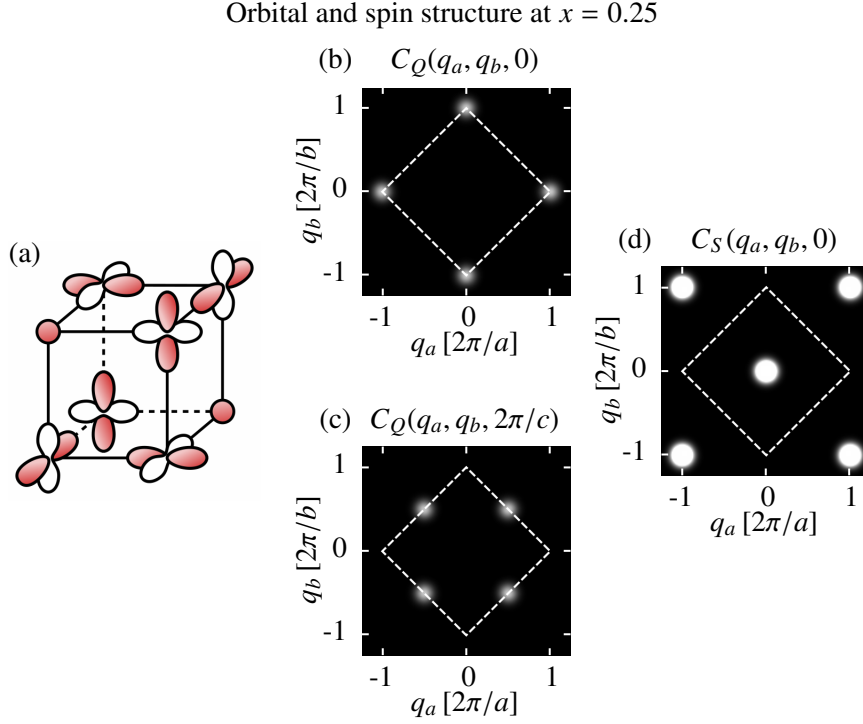 Orbital and spin structure at x = 0.25
(a)
(b) C_Q(q_a, q_b, 0)
q_b [2π/b]
1
0
-1
-1 0 1
q_a [2π/a]
(c) C_Q(q_a, q_b, 2π/c)
q_b [2π/b]
1
0
-1
-1 0 1
q_a [2π/a]
(d) C_S(q_a, q_b, 0)
q_b [2π/b]
1
0
-1
-1 0 1
q_a [2π/a]